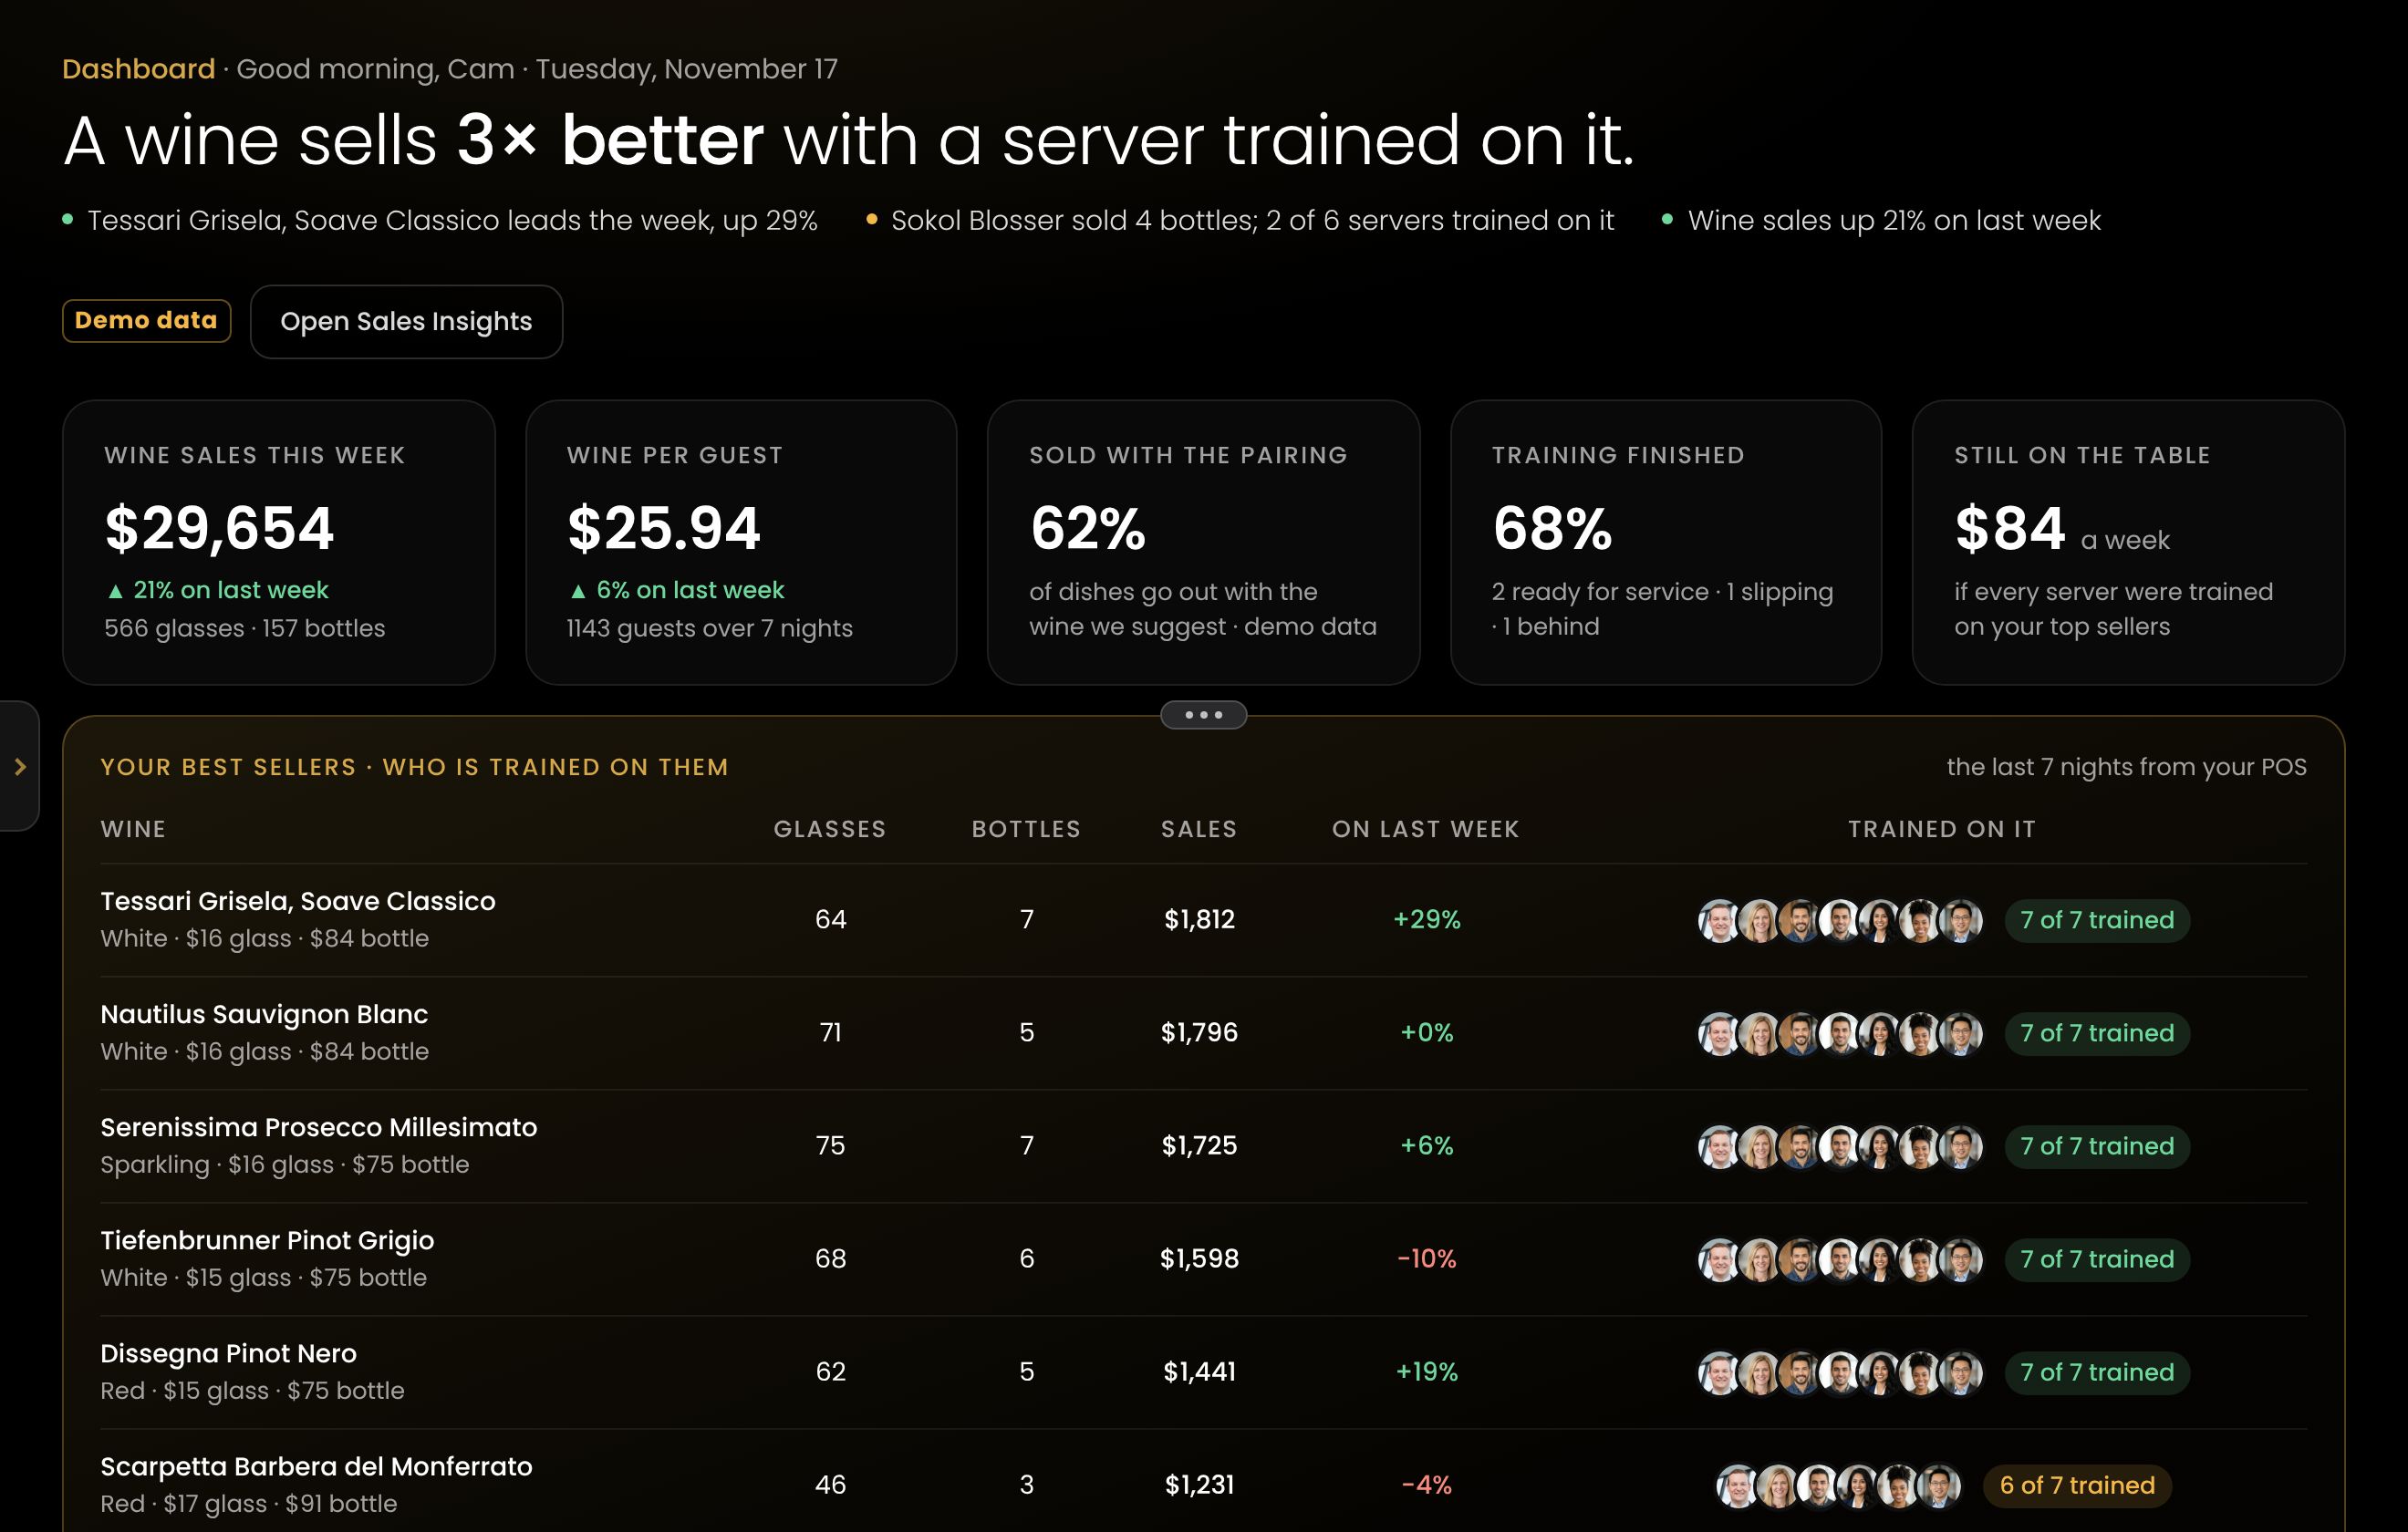 Dashboard · Good morning, Cam · Tuesday, November 17
A wine sells 3× better with a server trained on it.
Tessari Grisela, Soave Classico leads the week, up 29%
Sokol Blosser sold 4 bottles; 2 of 6 servers trained on it
Wine sales up 21% on last week
Demo data
Open Sales Insights
WINE SALES THIS WEEK
$29,654
▲ 21% on last week
566 glasses · 157 bottles
WINE PER GUEST
$25.94
▲ 6% on last week
1143 guests over 7 nights
SOLD WITH THE PAIRING
62%
of dishes go out with the
wine we suggest · demo data
TRAINING FINISHED
68%
2 ready for service · 1 slipping
· 1 behind
STILL ON THE TABLE
$84 a week
if every server were trained
on your top sellers
YOUR BEST SELLERS · WHO IS TRAINED ON THEM
the last 7 nights from your POS
WINE GLASSES BOTTLES SALES ON LAST WEEK TRAINED ON IT
Tessari Grisela, Soave Classico
White · $16 glass · $84 bottle
64 7 $1,812 +29% 7 of 7 trained
Nautilus Sauvignon Blanc
White · $16 glass · $84 bottle
71 5 $1,796 +0% 7 of 7 trained
Serenissima Prosecco Millesimato
Sparkling · $16 glass · $75 bottle
75 7 $1,725 +6% 7 of 7 trained
Tiefenbrunner Pinot Grigio
White · $15 glass · $75 bottle
68 6 $1,598 -10% 7 of 7 trained
Dissegna Pinot Nero
Red · $15 glass · $75 bottle
62 5 $1,441 +19% 7 of 7 trained
Scarpetta Barbera del Monferrato
Red · $17 glass · $91 bottle
46 3 $1,231 -4% 6 of 7 trained